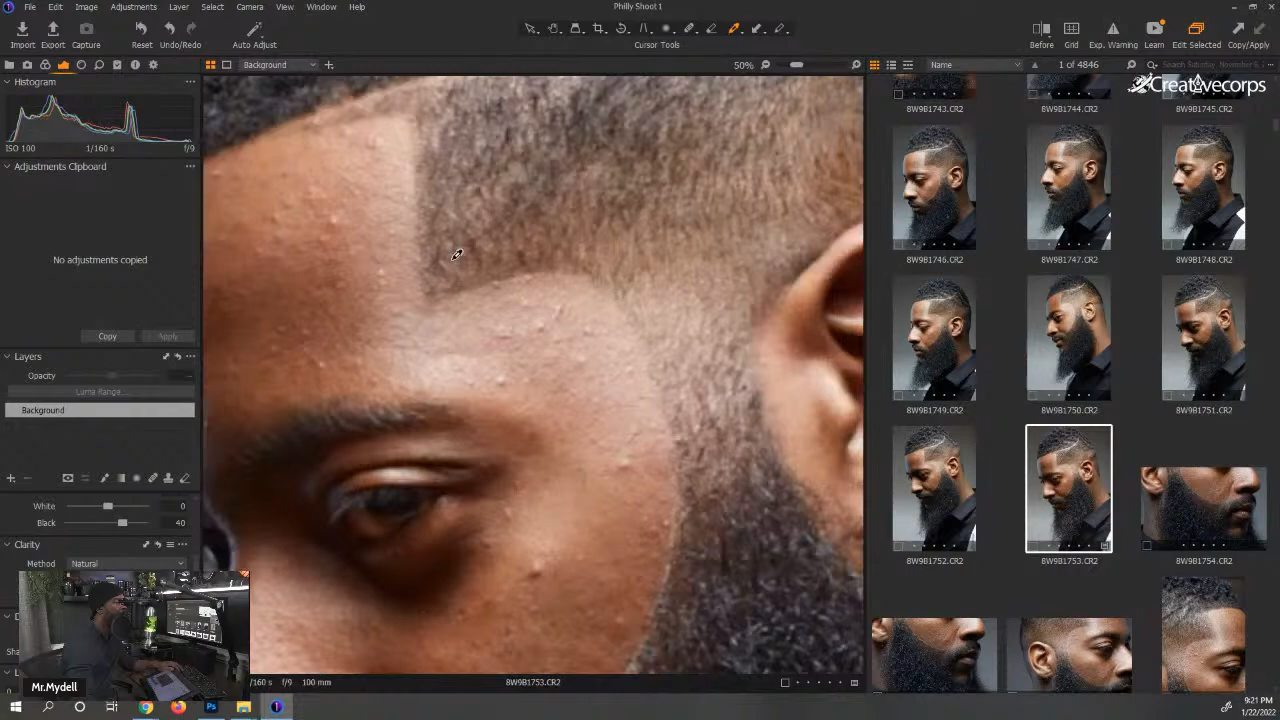 File Edit Image Adjustments Layer Select Camera View Window Help
Philly Shoot 1
Import Export Capture Reset Undo/Redo Auto Adjust
Cursor Tools
Before Grid Exp. Warning Learn Edit Selected Copy/Apply
Background
50%
Name
1 of 4846
Histogram
ISO 100 1/160 s f/9
Adjustments Clipboard
No adjustments copied
Copy Apply
Layers
Opacity
Luma Range...
Background
White 0
Black 40
Clarity
Method Natural
Mr.Mydell
/160 s f/9 100 mm
8W9B1753.CR2
Creativecorps
8W9B1743.CR2 8W9B1744.CR2 8W9B1745.CR2
8W9B1746.CR2 8W9B1747.CR2 8W9B1748.CR2
8W9B1749.CR2 8W9B1750.CR2 8W9B1751.CR2
8W9B1752.CR2 8W9B1753.CR2 8W9B1754.CR2
Ps
9:21 PM
1/22/2022